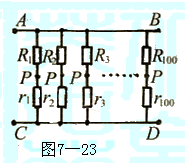 A B
R₁ R₂ R₃ R₁₀₀
P P P P
r₁ r₂ r₃ r₁₀₀
C D
图7—23